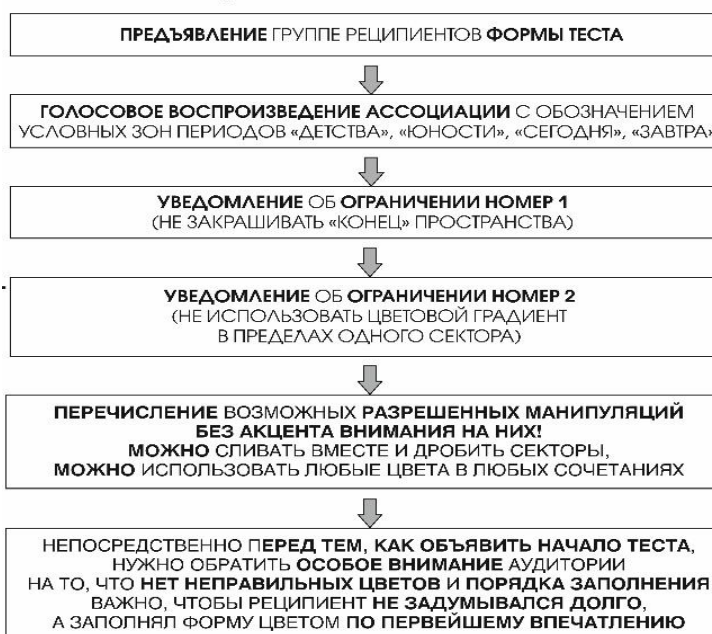 ПРЕДЪЯВЛЕНИЕ ГРУППЕ РЕЦИПИЕНТОВ ФОРМЫ ТЕСТА
ГОЛОСОВОЕ ВОСПРОИЗВЕДЕНИЕ АССОЦИАЦИИ С ОБОЗНАЧЕНИЕМ
УСЛОВНЫХ ЗОН ПЕРИОДОВ «ДЕТСТВА», «ЮНОСТИ», «СЕГОДНЯ», «ЗАВТРА»
УВЕДОМЛЕНИЕ ОБ ОГРАНИЧЕНИИ НОМЕР 1
(НЕ ЗАКРАШИВАТЬ «КОНЕЦ» ПРОСТРАНСТВА)
УВЕДОМЛЕНИЕ ОБ ОГРАНИЧЕНИИ НОМЕР 2
(НЕ ИСПОЛЬЗОВАТЬ ЦВЕТОВОЙ ГРАДИЕНТ
В ПРЕДЕЛАХ ОДНОГО СЕКТОРА)
ПЕРЕЧИСЛЕНИЕ ВОЗМОЖНЫХ РАЗРЕШЕННЫХ МАНИПУЛЯЦИЙ
БЕЗ АКЦЕНТА ВНИМАНИЯ НА НИХ!
МОЖНО СЛИВАТЬ ВМЕСТЕ И ДРОБИТЬ СЕКТОРЫ,
МОЖНО ИСПОЛЬЗОВАТЬ ЛЮБЫЕ ЦВЕТА В ЛЮБЫХ СОЧЕТАНИЯХ
НЕПОСРЕДСТВЕННО ПЕРЕД ТЕМ, КАК ОБЪЯВИТЬ НАЧАЛО ТЕСТА,
НУЖНО ОБРАТИТЬ ОСОБОЕ ВНИМАНИЕ АУДИТОРИИ
НА ТО, ЧТО НЕТ НЕПРАВИЛЬНЫХ ЦВЕТОВ И ПОРЯДКА ЗАПОЛНЕНИЯ
ВАЖНО, ЧТОБЫ РЕЦИПИЕНТ НЕ ЗАДУМЫВАЛСЯ ДОЛГО,
А ЗАПОЛНЯЛ ФОРМУ ЦВЕТОМ ПО ПЕРВЕЙШЕМУ ВПЕЧАТЛЕНИЮ